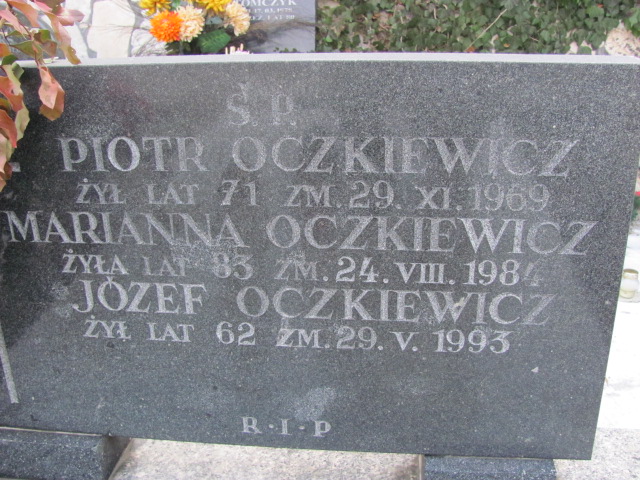 Ś. P.
PIOTR OCZKIEWICZ
ŻYŁ LAT 71 ZM. 29. XI. 1969
MARIANNA OCZKIEWICZ
ŻYŁA LAT 83 ZM. 24. VIII. 1984
JÓZEF OCZKIEWICZ
ŻYŁ LAT 62 ZM. 29. V. 1993
R·I·P